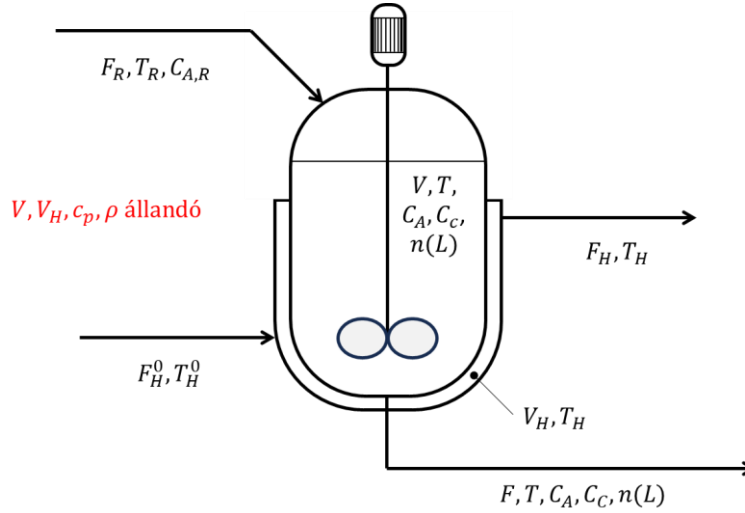 F_R, T_R, C_{A,R}
V, V_H, c_p, ρ állandó
V, T,
C_A, C_c,
n(L)
F_H, T_H
F_H^0, T_H^0
V_H, T_H
F, T, C_A, C_C, n(L)